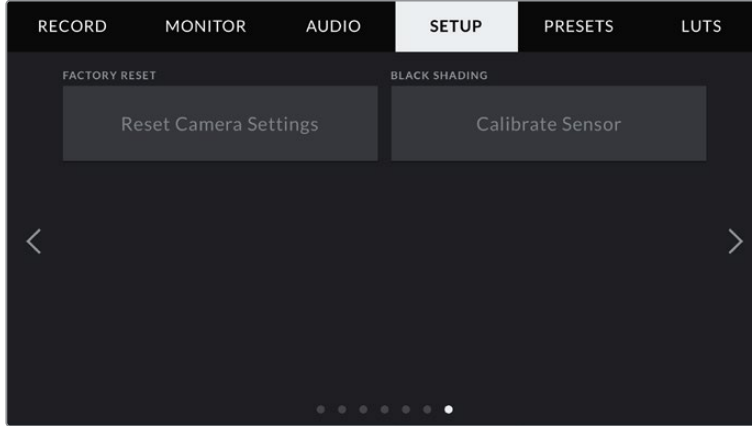 RECORD MONITOR AUDIO SETUP PRESETS LUTS
FACTORY RESET BLACK SHADING
Reset Camera Settings Calibrate Sensor